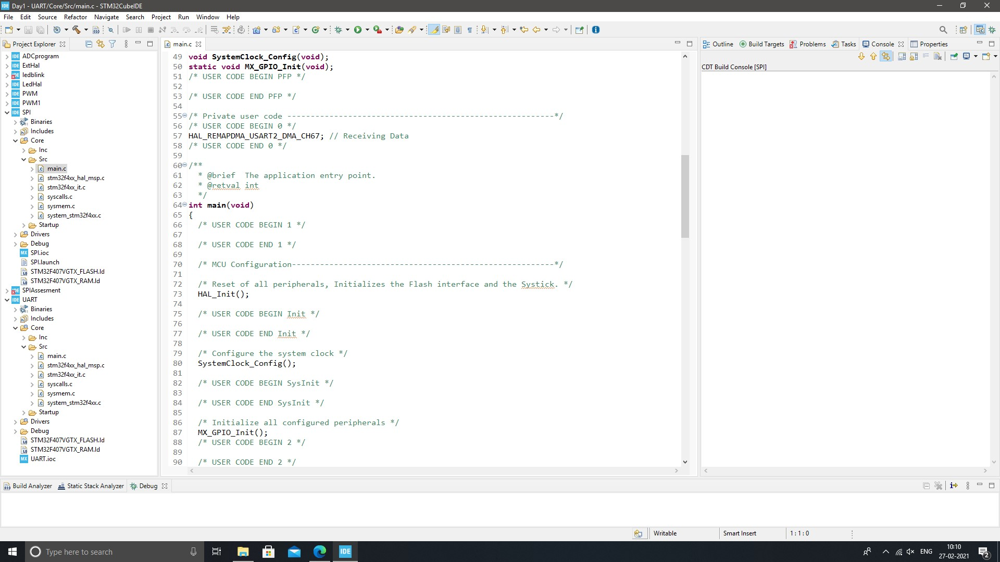 IDE Day1 - UART/Core/Src/main.c - STM32CubeIDE
File Edit Source Refactor Navigate Search Project Run Window Help
Project Explorer
ADCprogram
ExtHal
ledblink
LedHal
PWM
PWM1
SPI
Binaries
Includes
Core
Inc
Src
main.c
stm32f4xx_hal_msp.c
stm32f4xx_it.c
syscalls.c
sysmem.c
system_stm32f4xx.c
Startup
Drivers
Debug
SPI.ioc
SPI.launch
STM32F407VGTX_FLASH.ld
STM32F407VGTX_RAM.ld
SPIAssesment
UART
Binaries
Includes
Core
Inc
Src
main.c
stm32f4xx_hal_msp.c
stm32f4xx_it.c
syscalls.c
sysmem.c
system_stm32f4xx.c
Startup
Drivers
Debug
STM32F407VGTX_FLASH.ld
STM32F407VGTX_RAM.ld
UART.ioc
main.c
49 void SystemClock_Config(void);
50 static void MX_GPIO_Init(void);
51 /* USER CODE BEGIN PFP */
52
53 /* USER CODE END PFP */
54
55 /* Private user code ---------------------------------------------------------*/
56 /* USER CODE BEGIN 0 */
57 HAL_REMAPDMA_USART2_DMA_CH67; // Receiving Data
58 /* USER CODE END 0 */
59
60 /**
61   * @brief  The application entry point.
62   * @retval int
63   */
64 int main(void)
65 {
66   /* USER CODE BEGIN 1 */
67
68   /* USER CODE END 1 */
69
70   /* MCU Configuration--------------------------------------------------------*/
71
72   /* Reset of all peripherals, Initializes the Flash interface and the Systick. */
73   HAL_Init();
74
75   /* USER CODE BEGIN Init */
76
77   /* USER CODE END Init */
78
79   /* Configure the system clock */
80   SystemClock_Config();
81
82   /* USER CODE BEGIN SysInit */
83
84   /* USER CODE END SysInit */
85
86   /* Initialize all configured peripherals */
87   MX_GPIO_Init();
88   /* USER CODE BEGIN 2 */
89
90   /* USER CODE END 2 */
Outline Build Targets Problems Tasks Console Properties
CDT Build Console [SPI]
Build Analyzer Static Stack Analyzer Debug
Writable Smart Insert 1 : 1 : 0
Type here to search
IDE
ENG
10:10
27-02-2021
2